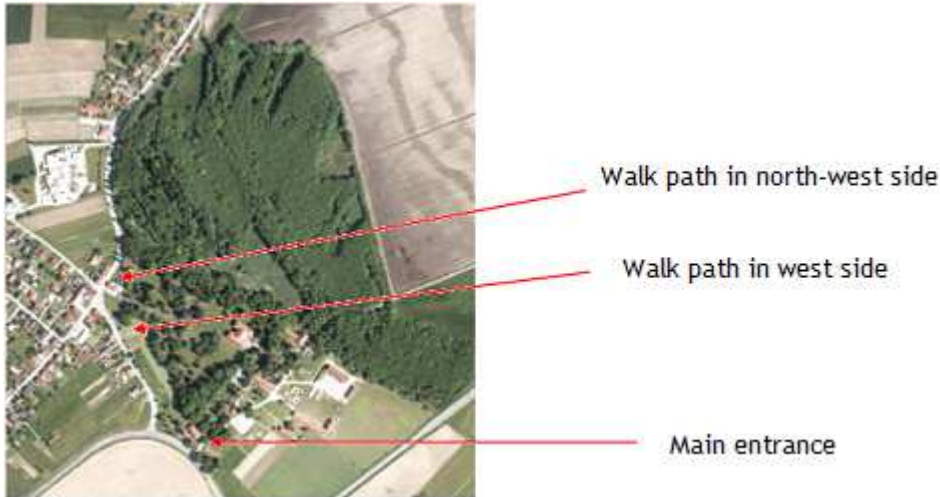 Walk path in north-west side
Walk path in west side
Main entrance